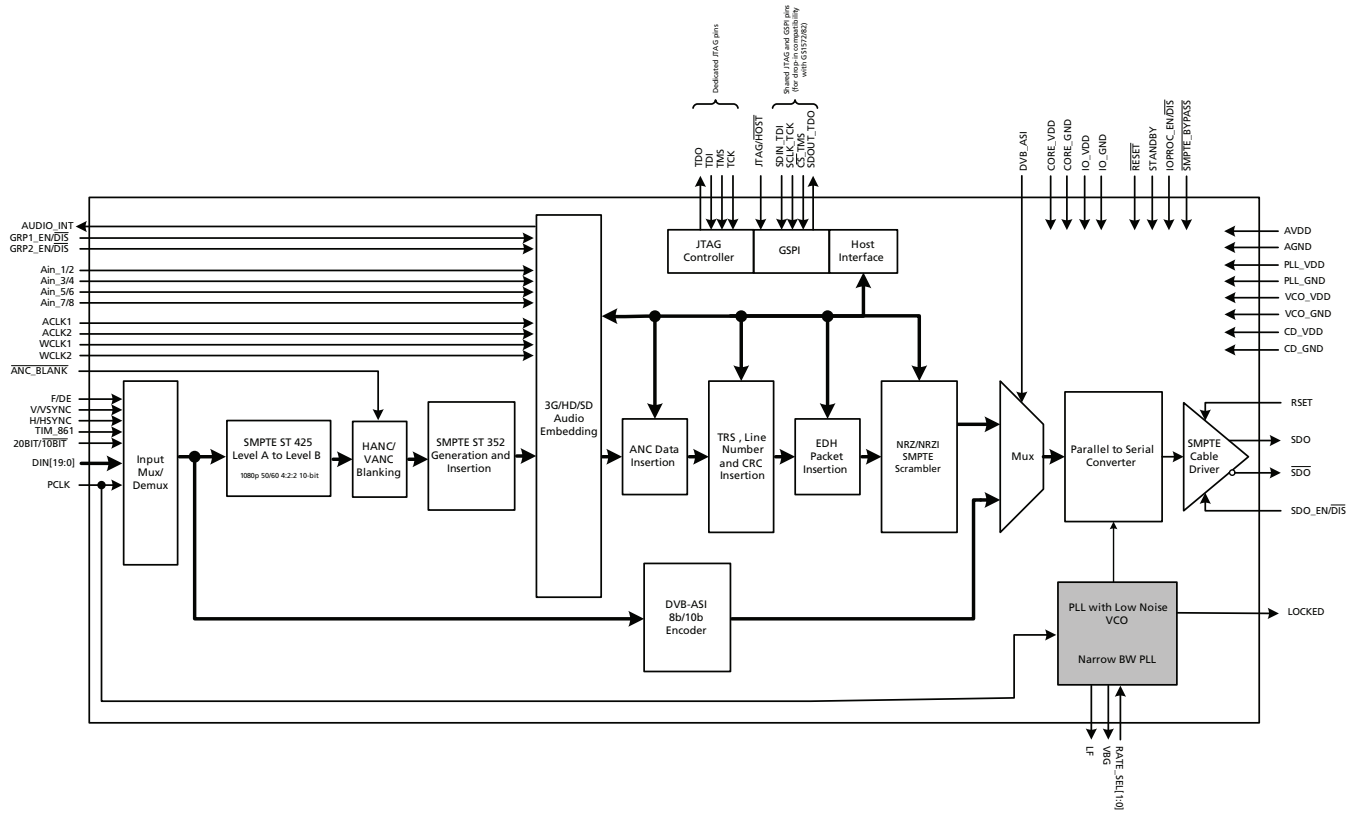 Dedicated JTAG pins
Shared JTAG and GSPI pins
(for drop-in compatibility
with GS1572/82)
TDO
TDI
TMS
TCK
JTAG/HOST
SDIN_TDI
SCLK_TCK
CS_TMS
SDOUT_TDO
DVB_ASI
CORE_VDD
CORE_GND
IO_VDD
IO_GND
RESET
STANDBY
IOPROC_EN/DIS
SMPTE_BYPASS
AUDIO_INT
GRP1_EN/DIS
GRP2_EN/DIS
Ain_1/2
Ain_3/4
Ain_5/6
Ain_7/8
ACLK1
ACLK2
WCLK1
WCLK2
ANC_BLANK
F/DE
V/VSYNC
H/HSYNC
TIM_861
20BIT/10BIT
DIN[19:0]
PCLK
JTAG
Controller
GSPI
Host
Interface
AVDD
AGND
PLL_VDD
PLL_GND
VCO_VDD
VCO_GND
CD_VDD
CD_GND
Input
Mux/
Demux
SMPTE ST 425
Level A to Level B
1080p 50/60 4:2:2 10-bit
HANC/
VANC
Blanking
SMPTE ST 352
Generation and
Insertion
3G/HD/SD
Audio
Embedding
ANC Data
Insertion
TRS , Line
Number
and CRC
Insertion
EDH
Packet
Insertion
NRZ/NRZI
SMPTE
Scrambler
Mux
Parallel to Serial
Converter
SMPTE
Cable
Driver
RSET
SDO
SDO
SDO_EN/DIS
DVB-ASI
8b/10b
Encoder
PLL with Low Noise
VCO
Narrow BW PLL
LOCKED
LF
VBG
RATE_SEL[1:0]